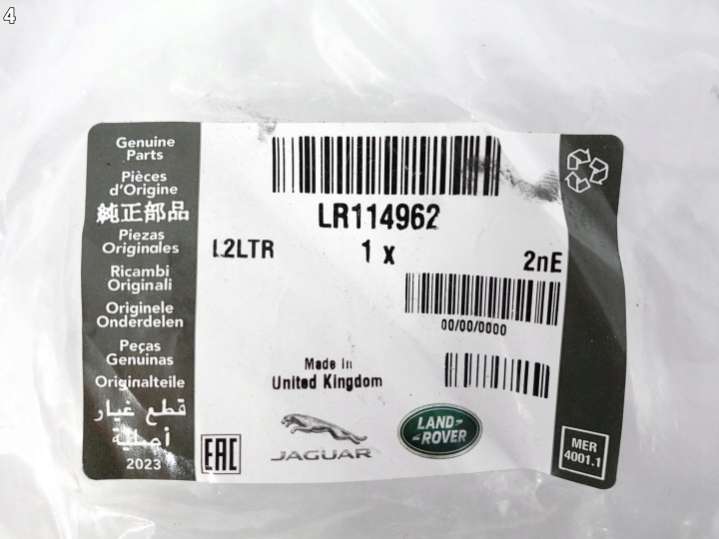 4
Genuine
Parts
Pièces
d'Origine
純正部品
Piezas
Originales
Ricambi
Originali
Originele
Onderdelen
Peças
Genuinas
Originalteile
قطع غيار
أصلية
2023
LR114962
L2LTR
1 x
2nE
00/00/0000
Made In
United Kingdom
EAC
JAGUAR
LAND-
-ROVER
MER
4001.1